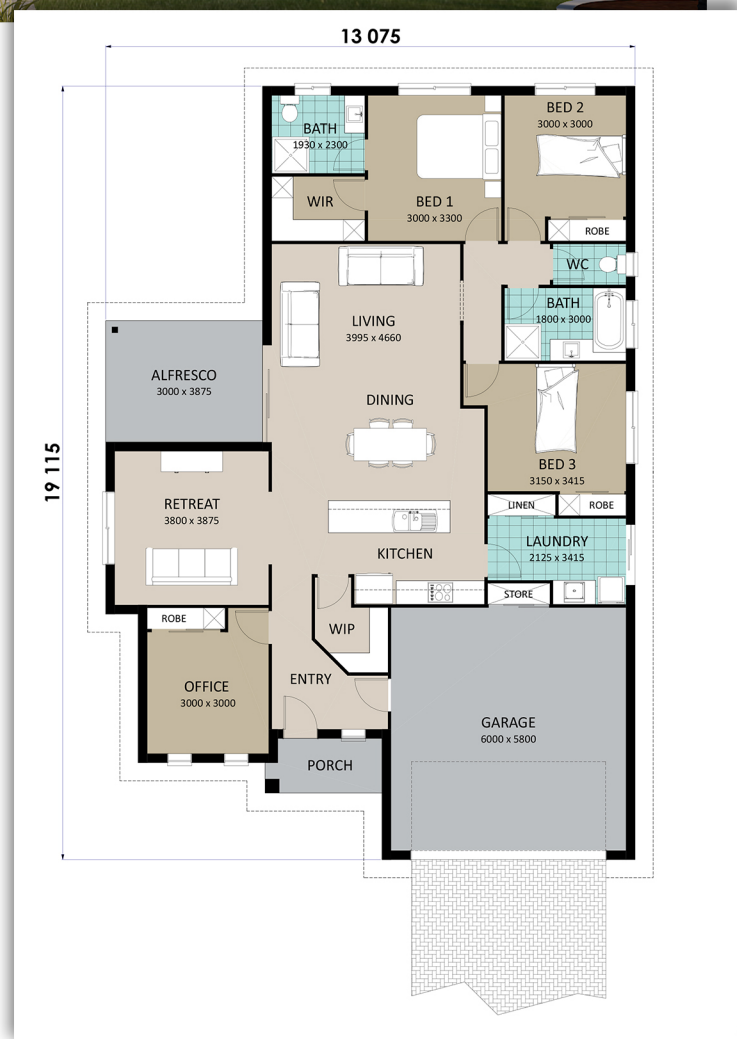 13 075
19 115
BATH
1930 x 2300
WIR
BED 1
3000 x 3300
BED 2
3000 x 3000
ROBE
WC
BATH
1800 x 3000
LIVING
3995 x 4660
ALFRESCO
3000 x 3875
DINING
BED 3
3150 x 3415
RETREAT
3800 x 3875
LINEN
ROBE
KITCHEN
LAUNDRY
2125 x 3415
STORE
ROBE
WIP
OFFICE
3000 x 3000
ENTRY
GARAGE
6000 x 5800
PORCH